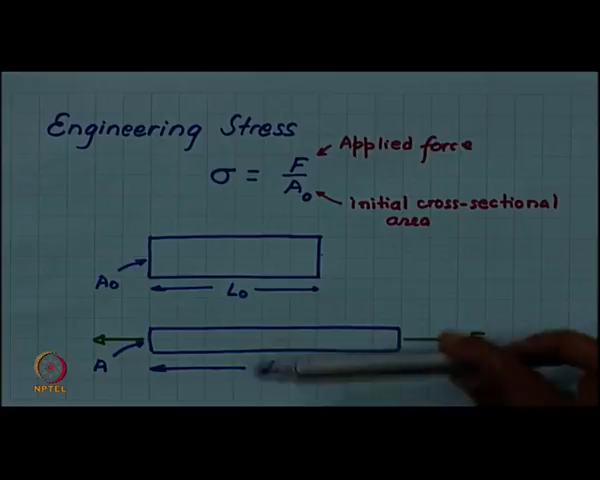 Engineering Stress
σ = F/A₀
Applied force
Initial cross-sectional
area
A₀
L₀
A
NPTEL